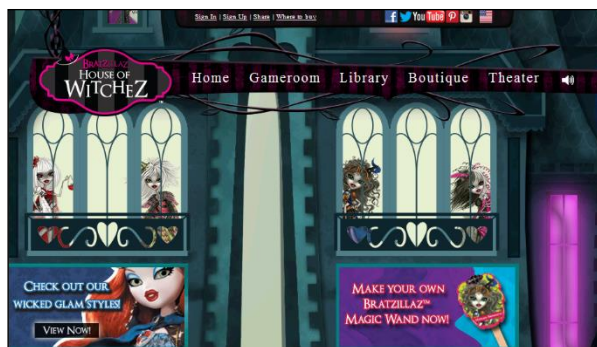 Sign In | Sign Up | Share | Where to buy
You Tube
BRATZILLAZ
HOUSE OF
WITCHEZ
Home Gameroom Library Boutique Theater
CHECK OUT OUR
WICKED GLAM STYLES!
VIEW NOW!
MAKE YOUR OWN
BRATZILLAZ™
MAGIC WAND NOW!